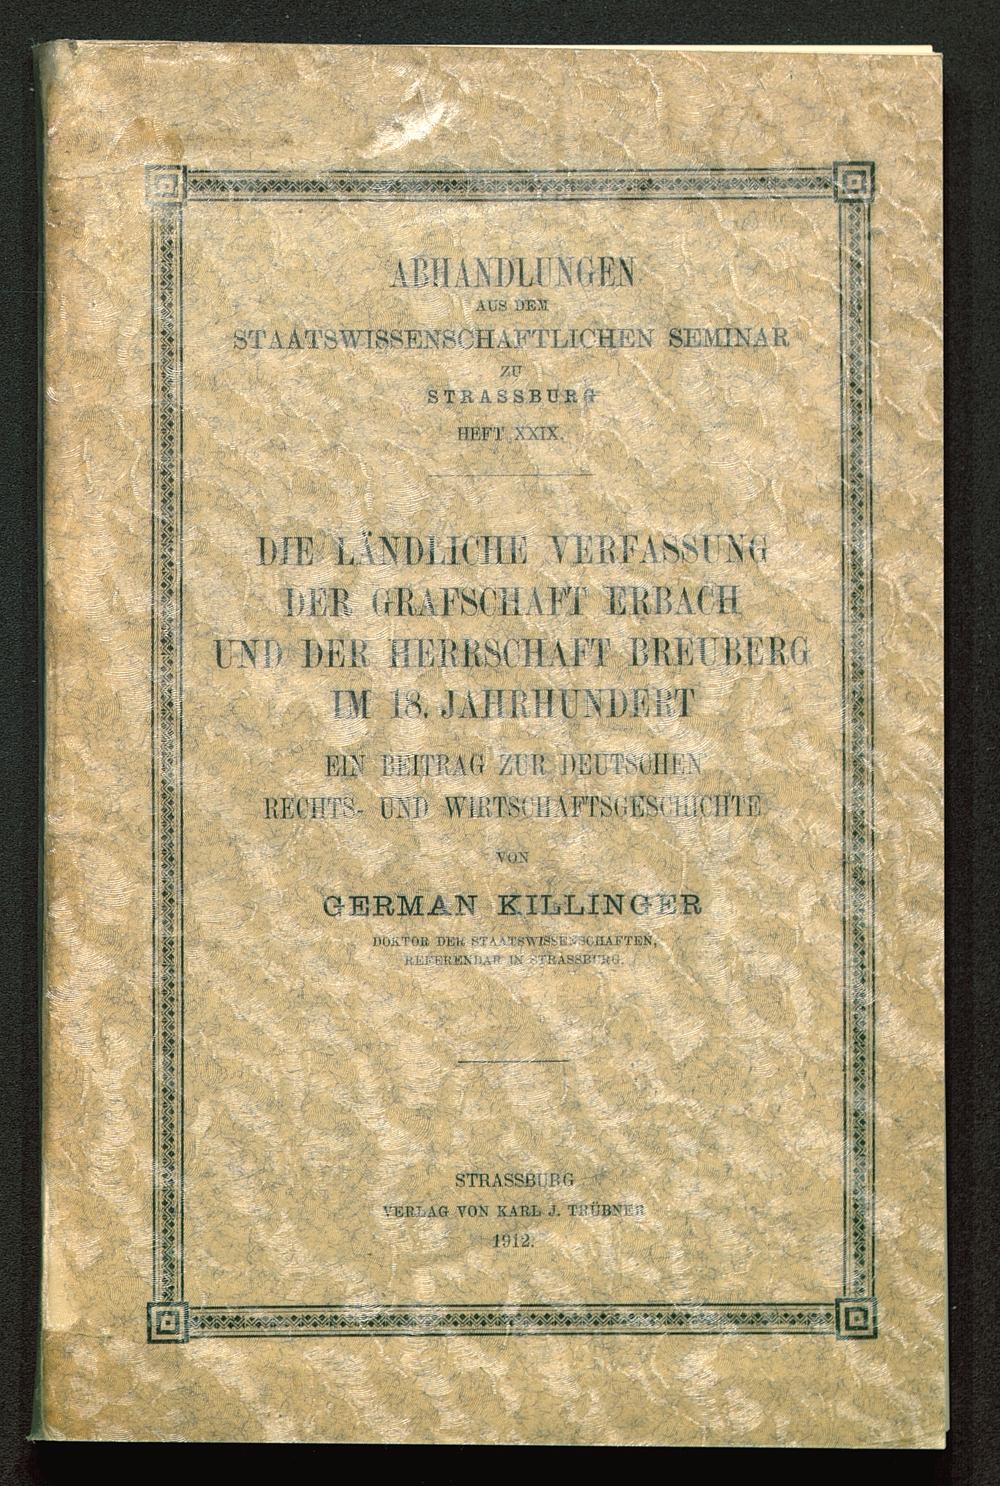 ABHANDLUNGEN
AUS DEM
STAATSWISSENSCHAFTLICHEN SEMINAR
ZU
STRASSBURG
HEFT XXIX.
DIE LÄNDLICHE VERFASSUNG
DER GRAFSCHAFT ERBACH
UND DER HERRSCHAFT BREUBERG
IM 18. JAHRHUNDERT
EIN BEITRAG ZUR DEUTSCHEN
RECHTS- UND WIRTSCHAFTSGESCHICHTE
VON
GERMAN KILLINGER
DOKTOR DER STAATSWISSENSCHAFTEN,
REFERENDAR IN STRASSBURG.
STRASSBURG
VERLAG VON KARL J. TRÜBNER
1912.